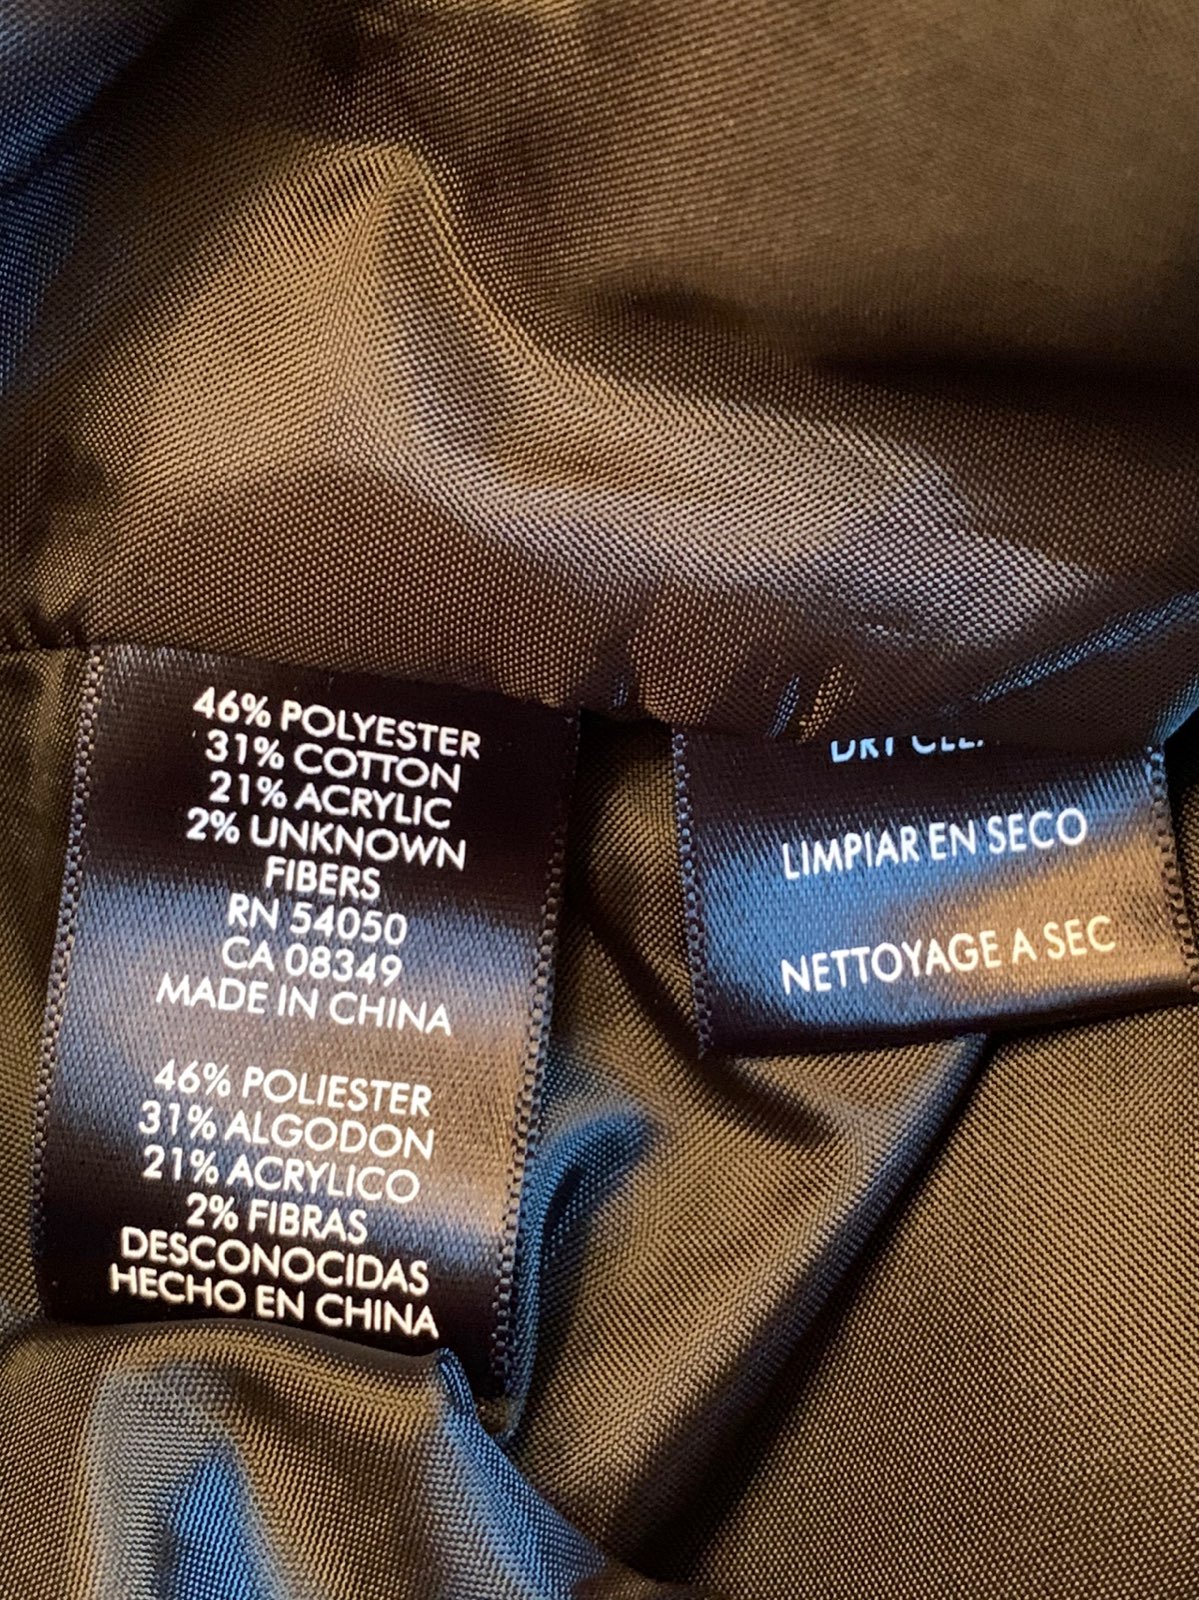 46% POLYESTER
31% COTTON
21% ACRYLIC
2% UNKNOWN
FIBERS
RN 54050
CA 08349
MADE IN CHINA
46% POLIESTER
31% ALGODON
21% ACRYLICO
2% FIBRAS
DESCONOCIDAS
HECHO EN CHINA
DRY
LIMPIAR EN SECO
NETTOYAGE A SEC